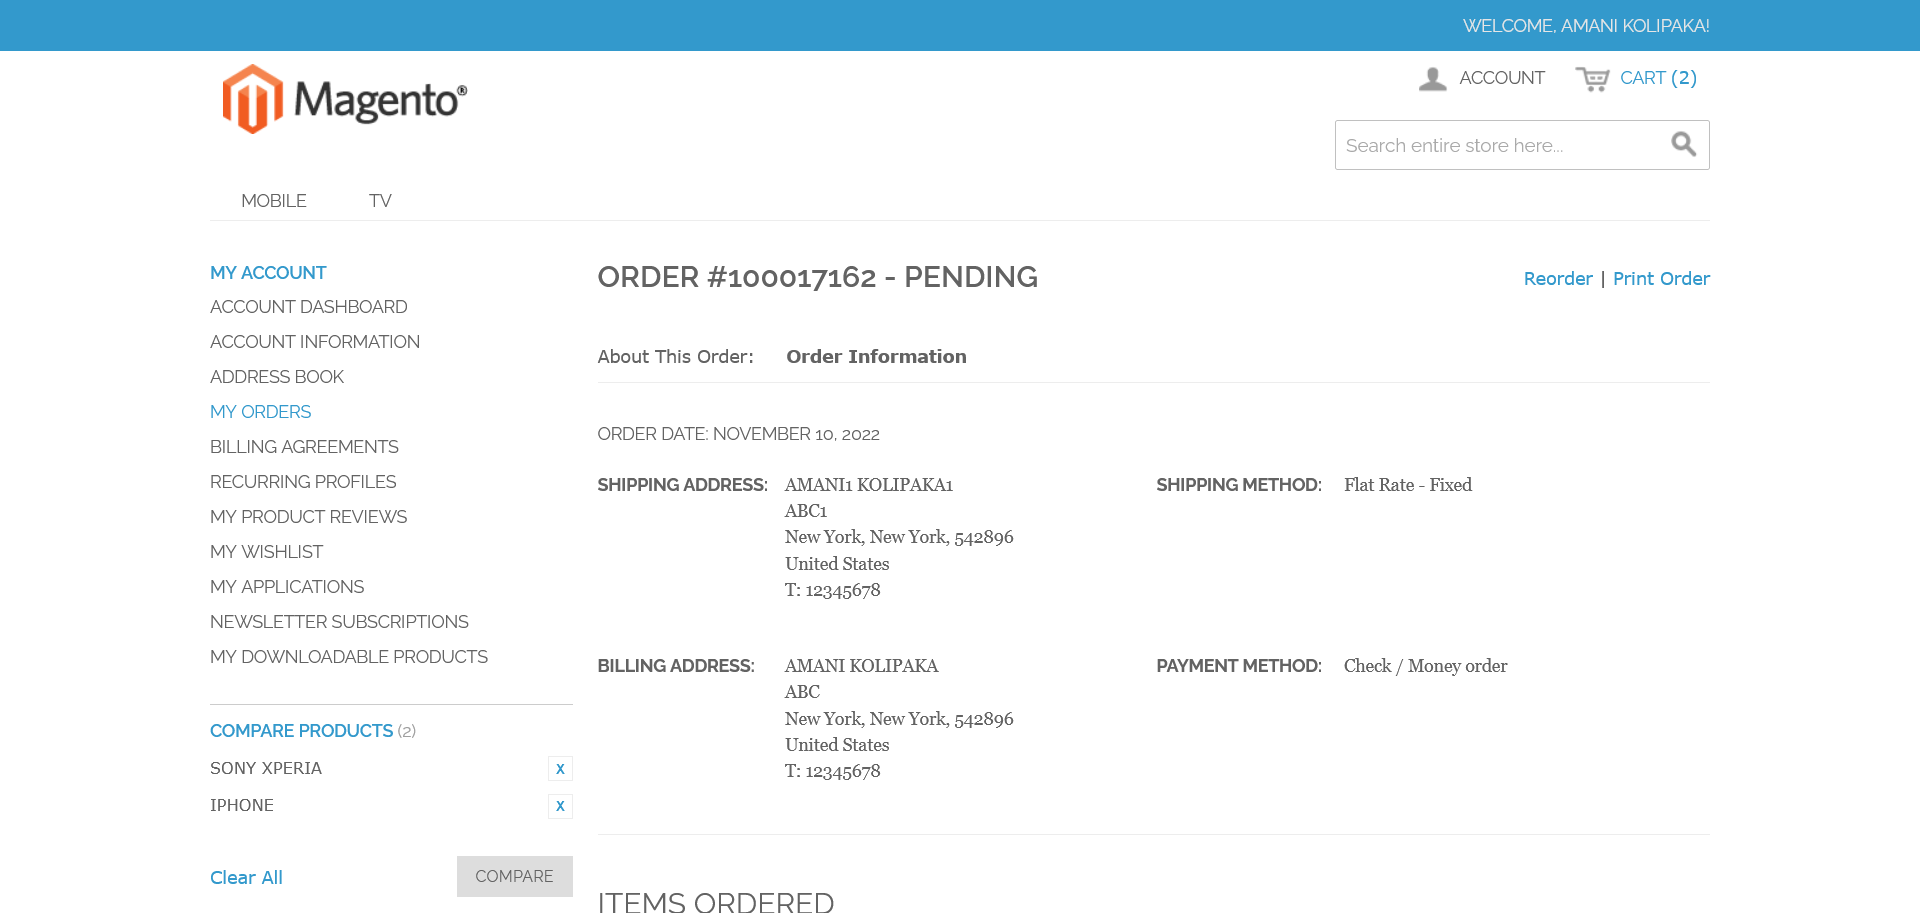 WELCOME, AMANI KOLIPAKA!
Magento®
ACCOUNT CART (2)
Search entire store here...
MOBILE TV
MY ACCOUNT
ACCOUNT DASHBOARD
ACCOUNT INFORMATION
ADDRESS BOOK
MY ORDERS
BILLING AGREEMENTS
RECURRING PROFILES
MY PRODUCT REVIEWS
MY WISHLIST
MY APPLICATIONS
NEWSLETTER SUBSCRIPTIONS
MY DOWNLOADABLE PRODUCTS
COMPARE PRODUCTS (2)
SONY XPERIA X
IPHONE X
Clear All COMPARE
ORDER #100017162 - PENDING
Reorder | Print Order
About This Order: Order Information
ORDER DATE: NOVEMBER 10, 2022
SHIPPING ADDRESS: AMANI1 KOLIPAKA1
ABC1
New York, New York, 542896
United States
T: 12345678
SHIPPING METHOD: Flat Rate - Fixed
BILLING ADDRESS: AMANI KOLIPAKA
ABC
New York, New York, 542896
United States
T: 12345678
PAYMENT METHOD: Check / Money order
ITEMS ORDERED